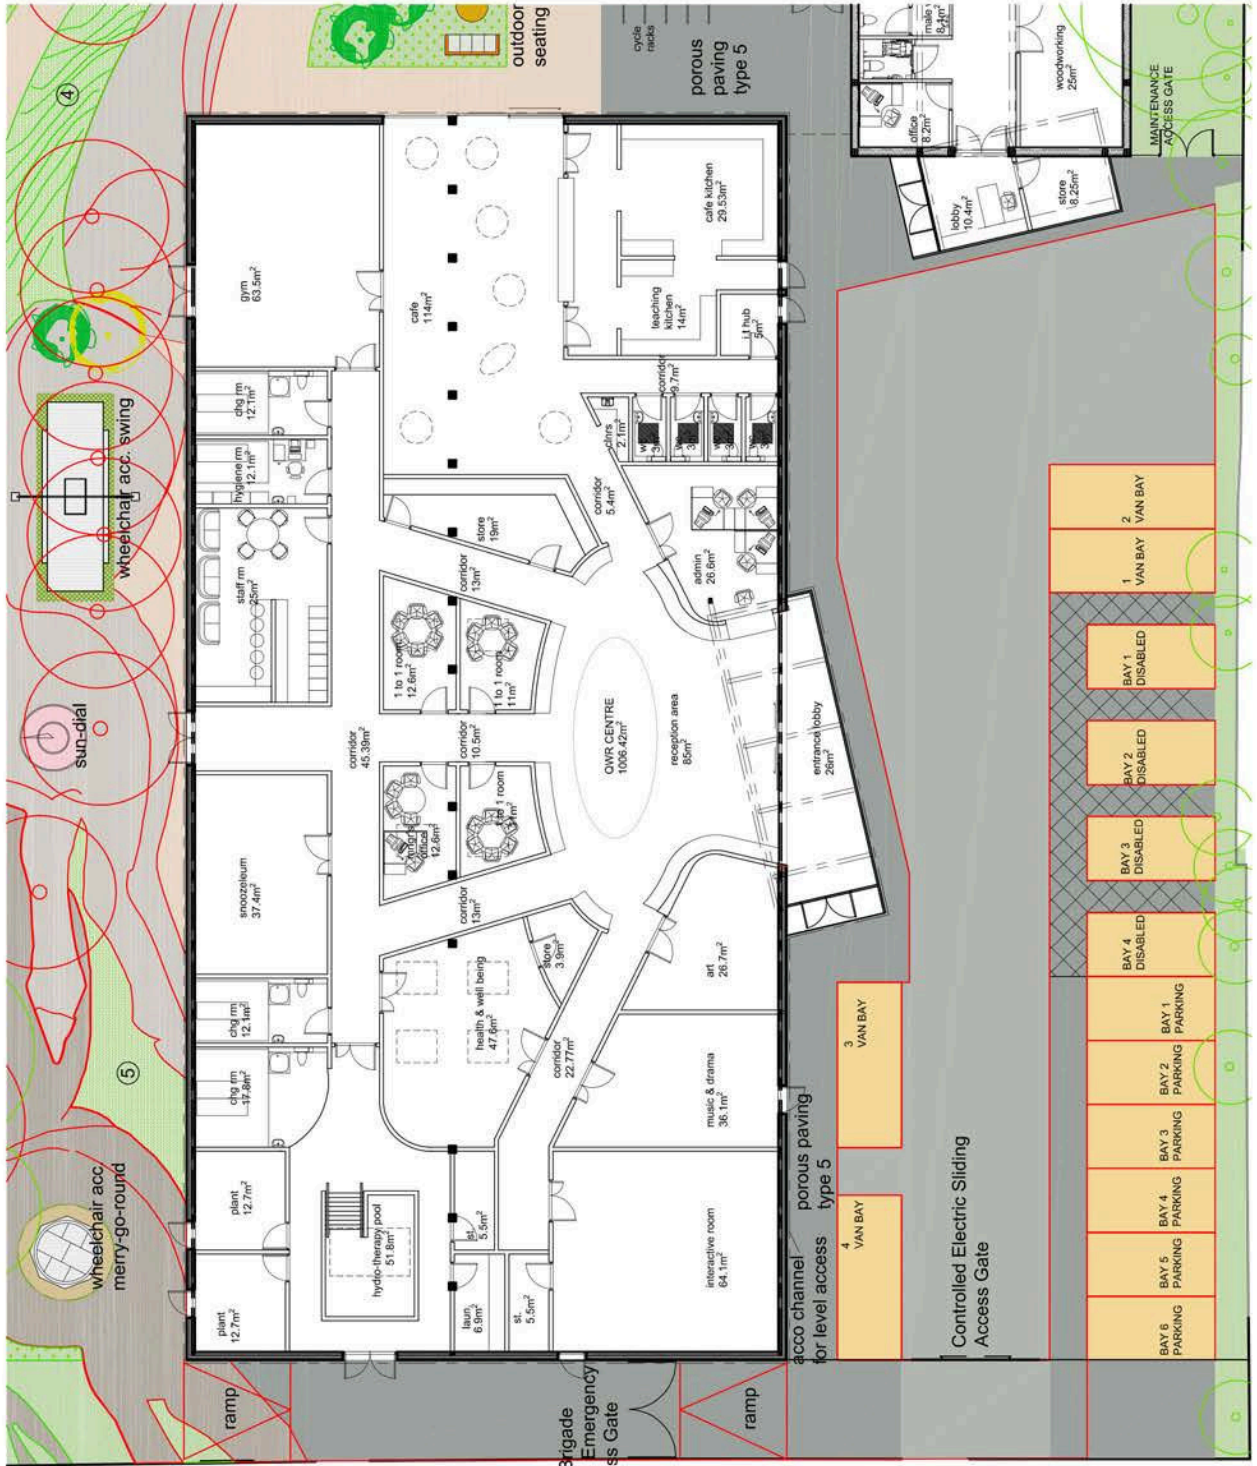 outdoor
seating
cycle
racks
porous
paving
type 5
4
wheelchair acc. swing
sun-dial
5
wheelchair acc.
merry-go-round
gym
63.5m²
cafe
114m²
cafe kitchen
29.53m²
teaching
kitchen
14m²
i.t hub
5m²
corridor
9.7m²
chg rm
12.1m²
hygiene rm
12.1m²
staff rm
25m²
clnrs
2.1m²
wc
wc
wc
wc
corridor
5.4m²
store
19m²
corridor
13m²
admin
26.6m²
1 to 1 room
12.6m²
1 to 1 room
11m²
corridor
45.39m²
corridor
10.5m²
QWR CENTRE
1006.42m²
reception area
85m²
entrance lobby
26m²
office
12.6m²
1 to 1 room
snoozeleum
37.4m²
corridor
13m²
chg rm
12.1m²
chg rm
17.8m²
health & well being
47.6m²
store
3.9m²
corridor
22.77m²
art
26.7m²
music & drama
36.1m²
plant
12.7m²
plant
12.7m²
hydro-therapy pool
51.8m²
st.
5.5m²
laun.
6.9m²
st.
5.5m²
interactive room
64.1m²
office
8.2m²
woodworking
25m²
lobby
10.4m²
store
8.25m²
MAINTENANCE
ACCESS GATE
2
VAN BAY
1
VAN BAY
BAY 1
DISABLED
BAY 2
DISABLED
BAY 3
DISABLED
BAY 4
DISABLED
BAY 1
PARKING
BAY 2
PARKING
BAY 3
PARKING
BAY 4
PARKING
BAY 5
PARKING
BAY 6
PARKING
3
VAN BAY
4
VAN BAY
porous paving
type 5
acco channel
for level access
Controlled Electric Sliding
Access Gate
ramp
ramp
Brigade
Emergency
ss Gate